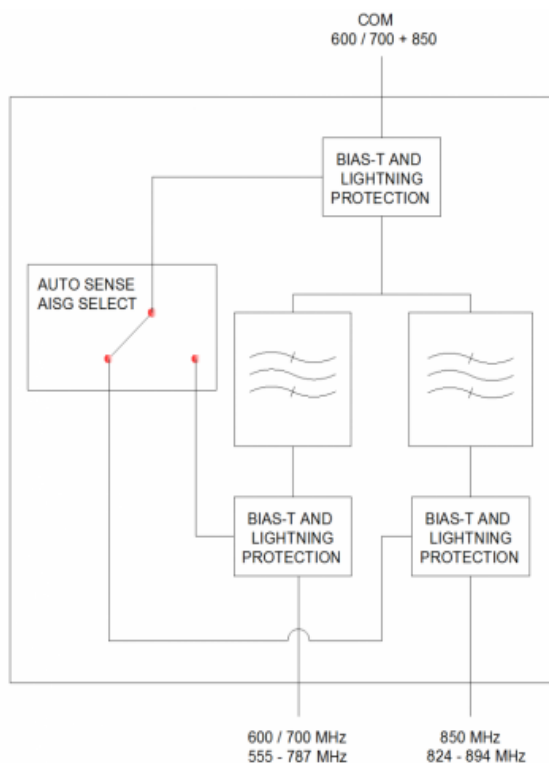 COM
600 / 700 + 850
BIAS-T AND
LIGHTNING
PROTECTION
AUTO SENSE
AISG SELECT
BIAS-T AND
LIGHTNING
PROTECTION
BIAS-T AND
LIGHTNING
PROTECTION
600 / 700 MHz
555 - 787 MHz
850 MHz
824 - 894 MHz